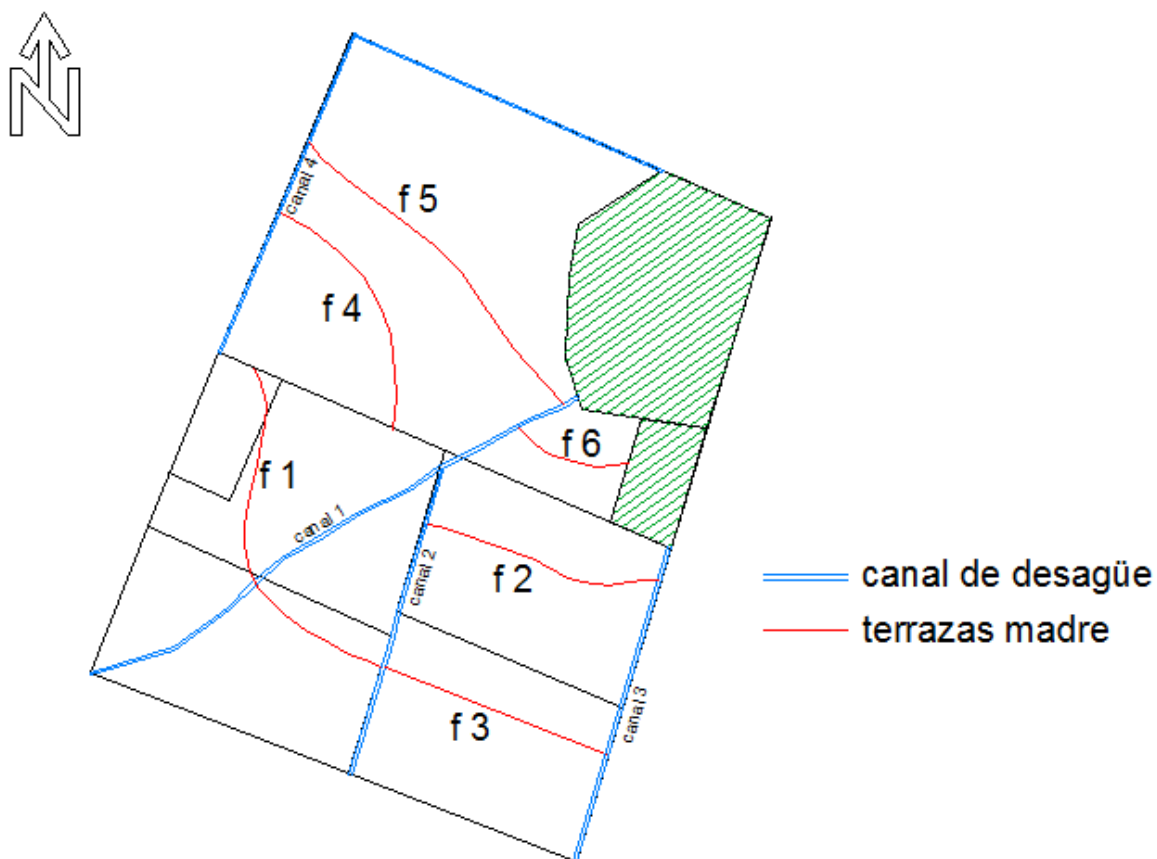 N
f 5
canal 4
f 4
f 6
f 1
canal 1
canal 2
f 2
canal de desagüe
terrazas madre
f 3
canal 3